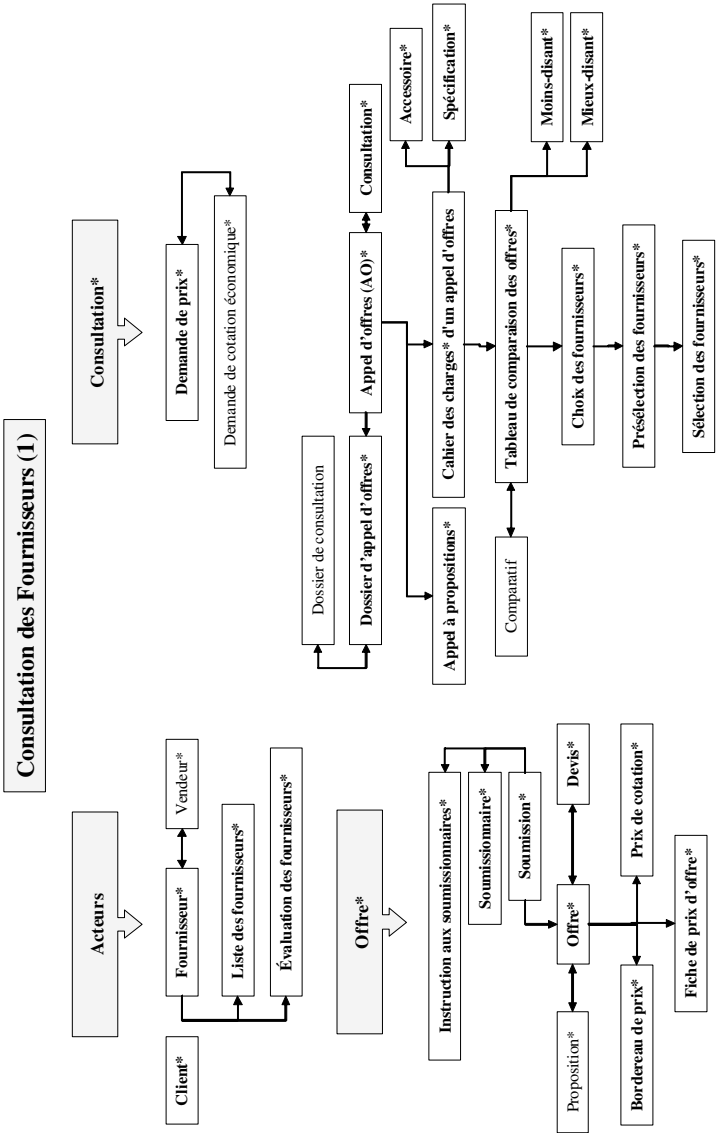 Consultation des Fournisseurs (1)
Acteurs
Client*
Fournisseur*
Vendeur*
Liste des fournisseurs*
Évaluation des fournisseurs*
Offre*
Instruction aux soumissionnaires*
Soumissionnaire*
Soumission*
Proposition*
Offre*
Devis*
Bordereau de prix*
Prix de cotation*
Fiche de prix d’offre*
Consultation*
Demande de prix*
Demande de cotation économique*
Dossier de consultation
Dossier d’appel d’offres*
Appel d’offres (AO)*
Consultation*
Accessoire*
Appel à propositions*
Cahier des charges* d'un appel d'offres
Spécification*
Comparatif
Tableau de comparaison des offres*
Moins-disant*
Mieux-disant*
Choix des fournisseurs*
Présélection des fournisseurs*
Sélection des fournisseurs*